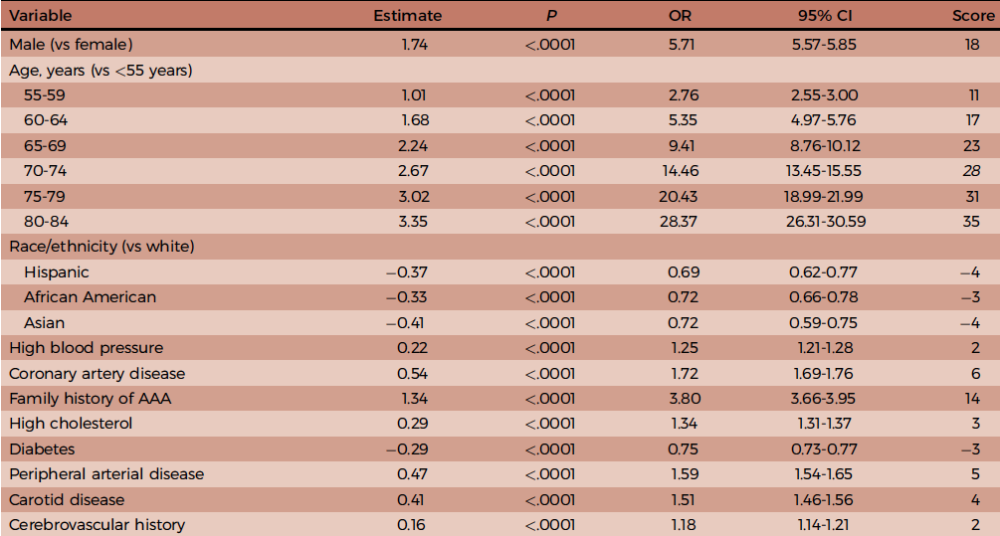 Variable Estimate P OR 95% CI Score
Male (vs female) 1.74 <.0001 5.71 5.57-5.85 18
Age, years (vs <55 years)
55-59 1.01 <.0001 2.76 2.55-3.00 11
60-64 1.68 <.0001 5.35 4.97-5.76 17
65-69 2.24 <.0001 9.41 8.76-10.12 23
70-74 2.67 <.0001 14.46 13.45-15.55 28
75-79 3.02 <.0001 20.43 18.99-21.99 31
80-84 3.35 <.0001 28.37 26.31-30.59 35
Race/ethnicity (vs white)
Hispanic −0.37 <.0001 0.69 0.62-0.77 −4
African American −0.33 <.0001 0.72 0.66-0.78 −3
Asian −0.41 <.0001 0.72 0.59-0.75 −4
High blood pressure 0.22 <.0001 1.25 1.21-1.28 2
Coronary artery disease 0.54 <.0001 1.72 1.69-1.76 6
Family history of AAA 1.34 <.0001 3.80 3.66-3.95 14
High cholesterol 0.29 <.0001 1.34 1.31-1.37 3
Diabetes −0.29 <.0001 0.75 0.73-0.77 −3
Peripheral arterial disease 0.47 <.0001 1.59 1.54-1.65 5
Carotid disease 0.41 <.0001 1.51 1.46-1.56 4
Cerebrovascular history 0.16 <.0001 1.18 1.14-1.21 2